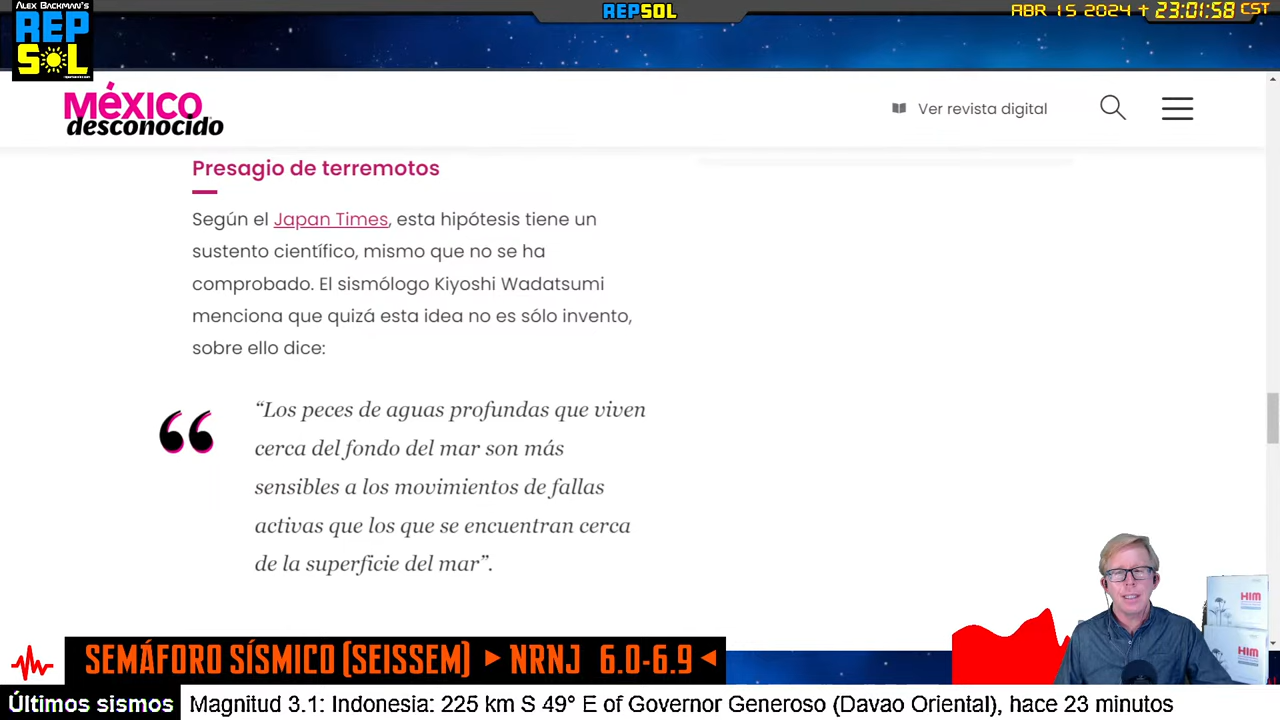 ALEX BACKMAN'S
REP
SOL
REPSOL
ABR 15 2024 + 23:01:58 CST
MÉXICO
desconocido
Ver revista digital
Presagio de terremotos
Según el Japan Times, esta hipótesis tiene un
sustento científico, mismo que no se ha
comprobado. El sismólogo Kiyoshi Wadatsumi
menciona que quizá esta idea no es sólo invento,
sobre ello dice:
“Los peces de aguas profundas que viven
cerca del fondo del mar son más
sensibles a los movimientos de fallas
activas que los que se encuentran cerca
de la superficie del mar”.
HIM
HIM
SEMÁFORO SÍSMICO (SEISSEM) ▶ NRNJ 6.0-6.9 ◀
Últimos sismos
Magnitud 3.1: Indonesia: 225 km S 49° E of Governor Generoso (Davao Oriental), hace 23 minutos